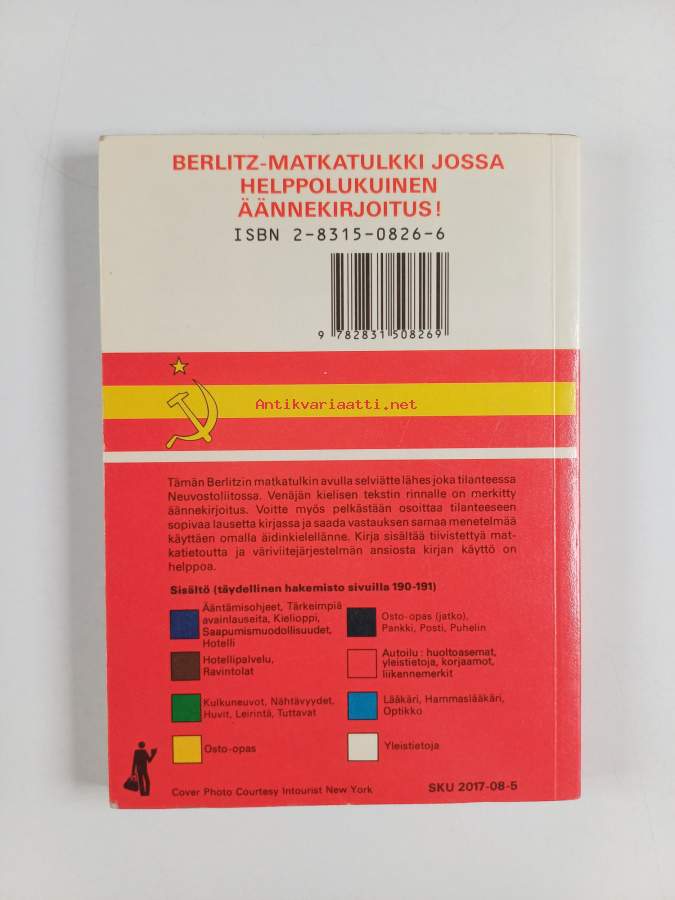 BERLITZ-MATKATULKKI JOSSA
HELPPOLUKUINEN
ÄÄNNEKIRJOITUS!
ISBN 2-8315-0826-6
9 782831 508269
Antikvariaatti.net
Tämän Berlitzin matkatulkin avulla selviätte lähes joka tilanteessa
Neuvostoliitossa. Venäjän kielisen tekstin rinnalle on merkitty
äännekirjoitus. Voitte myös pelkästään osoittaa tilanteeseen
sopivaa lausetta kirjassa ja saada vastauksen samaa menetelmää
käyttäen omalla äidinkielellänne. Kirja sisältää tiivistettyä mat-
katietoutta ja väriviitejärjestelmän ansiosta kirjan käyttö on
helppoa.
Sisältö (täydellinen hakemisto sivuilla 190-191)
Ääntämisohjeet, Tärkeimpiä
avainlauseita, Kielioppi,
Saapumismuodollisuudet,
Hotelli
Hotellipalvelu,
Ravintolat
Kulkuneuvot, Nähtävyydet,
Huvit, Leirintä, Tuttavat
Osto-opas
Osto-opas (jatko),
Pankki, Posti, Puhelin
Autoilu: huoltoasemat,
yleistietoja, korjaamot,
liikennemerkit
Lääkäri, Hammaslääkäri,
Optikko
Yleistietoja
Cover Photo Courtesy Intourist New York
SKU 2017-08-5